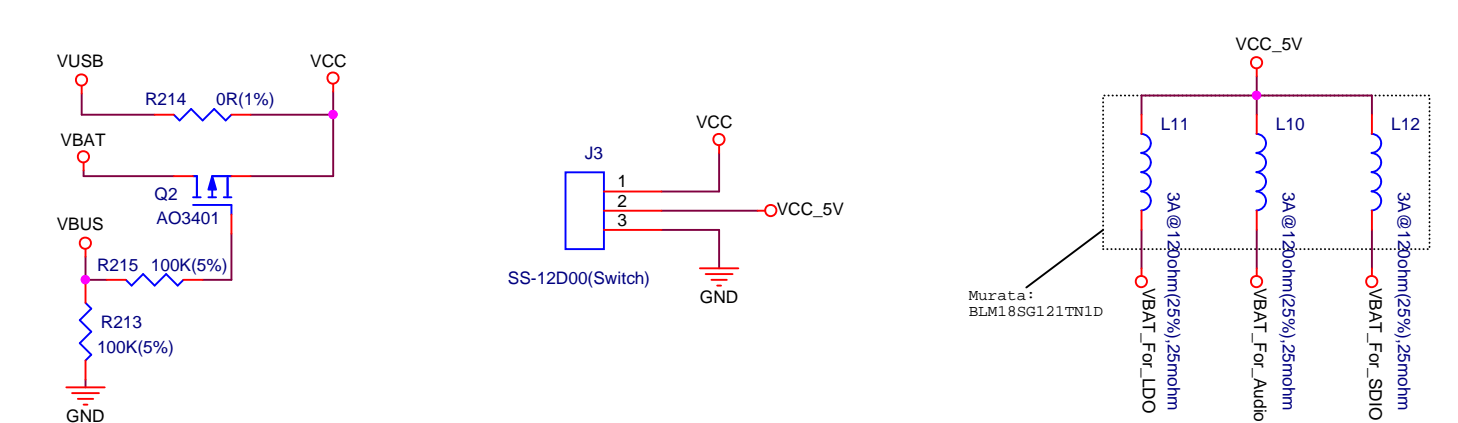 VUSB
VCC
R214 0R(1%)
VBAT
Q2
AO3401
VBUS
R215 100K(5%)
R213
100K(5%)
GND
VCC
J3
1
2
3
VCC_5V
SS-12D00(Switch)
GND
VCC_5V
L11
L10
L12
3A@120ohm(25%),25mohm
3A@120ohm(25%),25mohm
3A@120ohm(25%),25mohm
Murata:
BLM18SG121TN1D
VBAT_For_LDO
VBAT_For_Audio
VBAT_For_SDIO